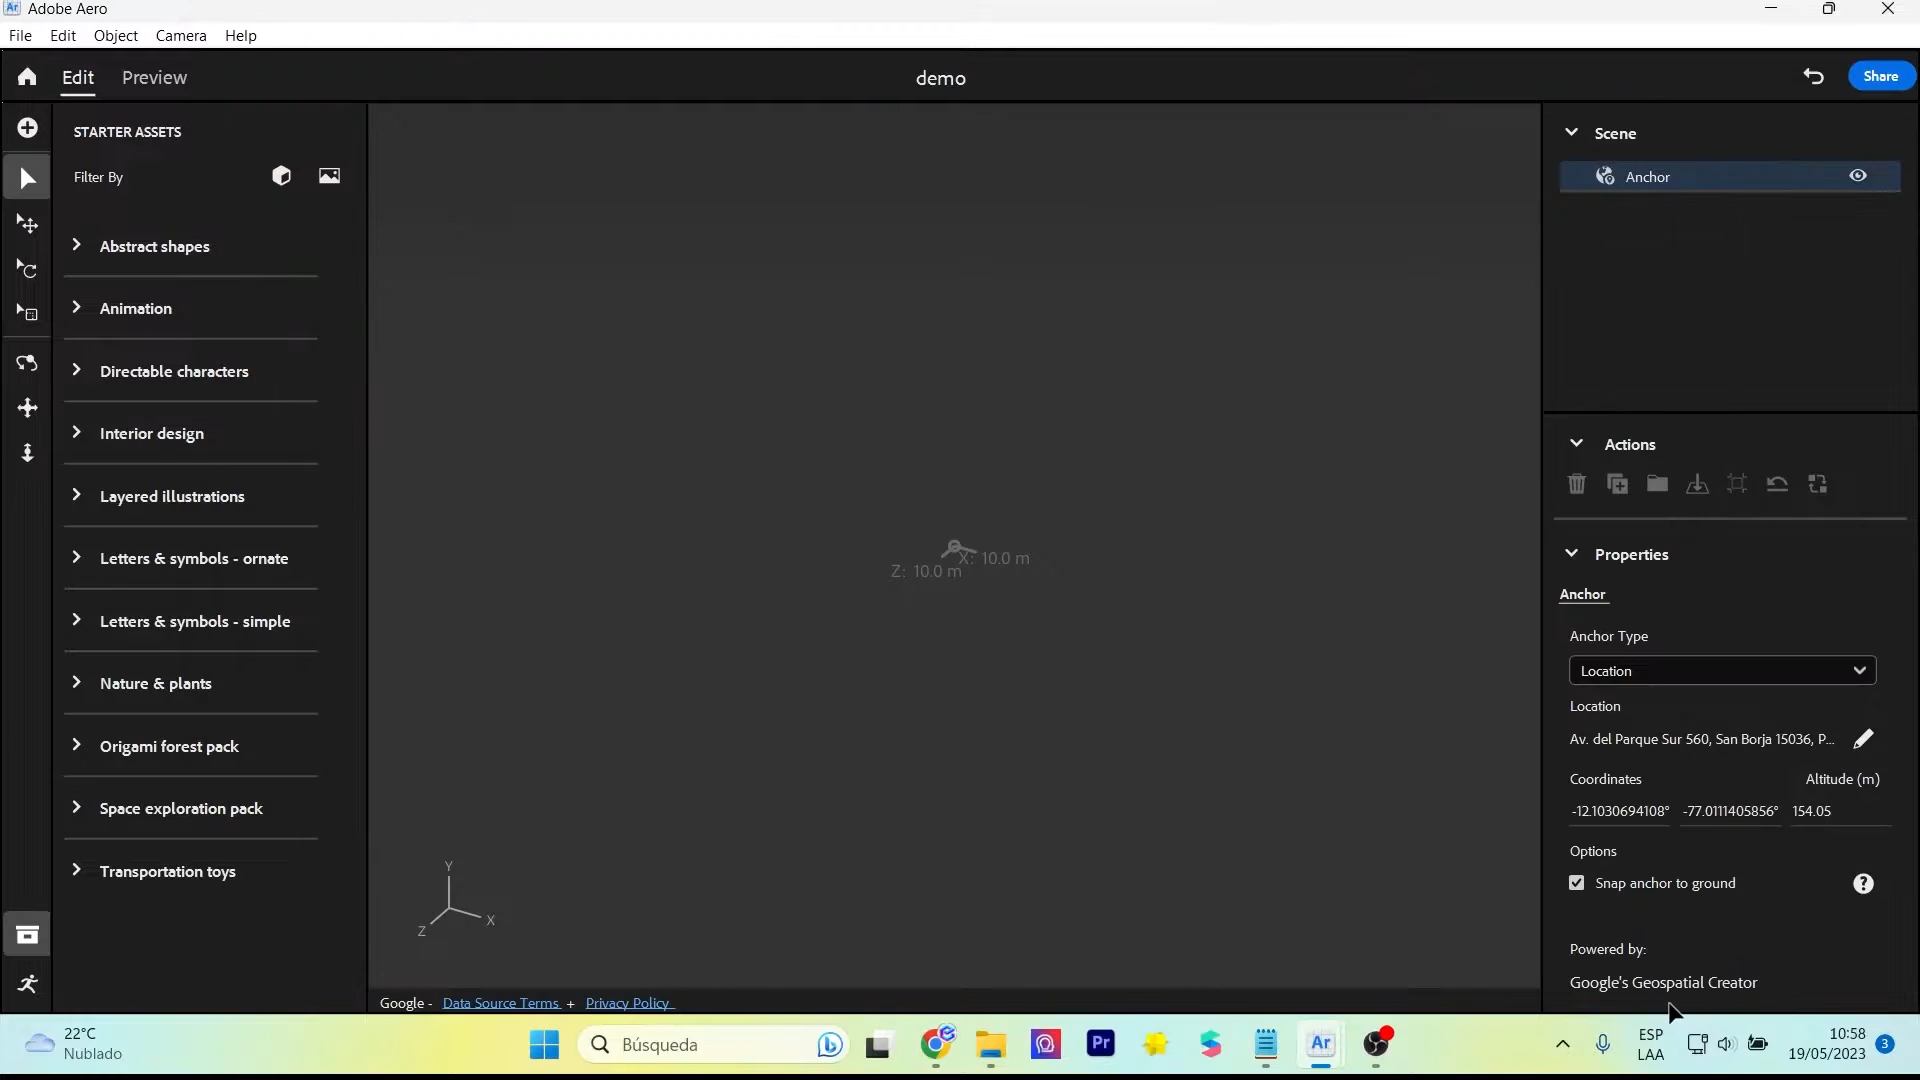 Ar Adobe Aero
File Edit Object Camera Help
Edit Preview demo Share
STARTER ASSETS
Filter By
Abstract shapes
Animation
Directable characters
Interior design
Layered illustrations
Letters & symbols - ornate
Letters & symbols - simple
Nature & plants
Origami forest pack
Space exploration pack
Transportation toys
X: 10.0 m
Z: 10.0 m
Y
X
Z
Google - Data Source Terms + Privacy Policy
Scene
Anchor
Actions
Properties
Anchor
Anchor Type
Location
Location
Av. del Parque Sur 560, San Borja 15036, P...
Coordinates Altitude (m)
-12.1030694108° -77.0111405856° 154.05
Options
Snap anchor to ground ?
Powered by:
Google's Geospatial Creator
22°C
Nublado
Búsqueda
Pr
Ar
ESP
LAA
10:58
19/05/2023
3